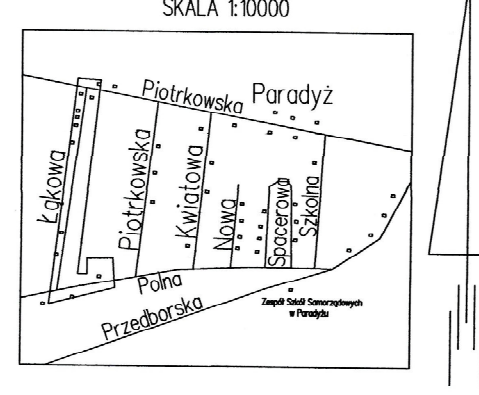 SKALA 1:10000
Piotrkowska
Paradyż
Łąkowa
Piotrkowska
Kwiatowa
Nowa
Spacerowa
Szkolna
Polna
Przedborska
Zespół Szkół Samorządowych
w Paradyżu